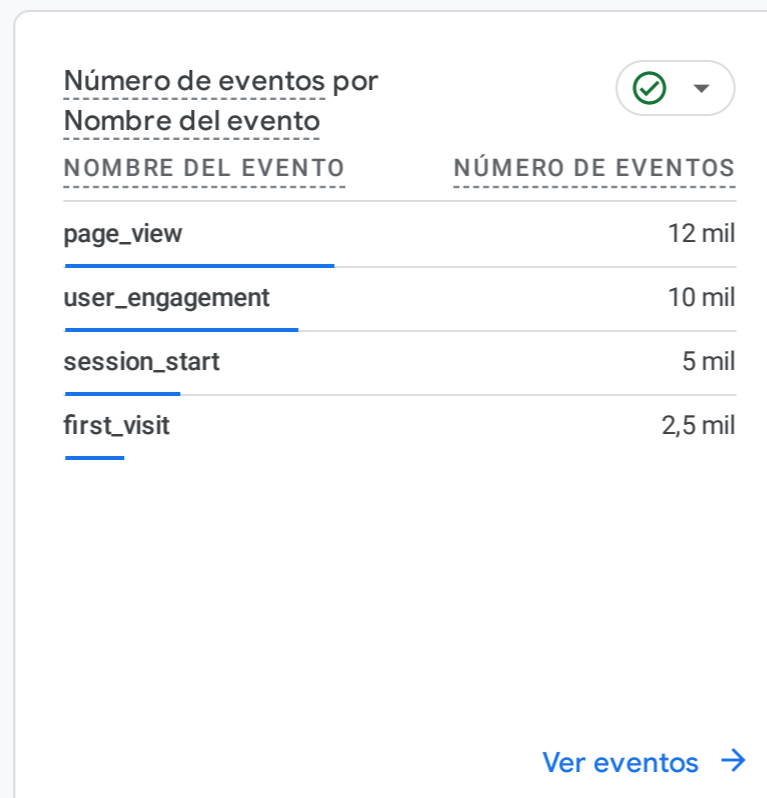 Número de eventos por
Nombre del evento
NOMBRE DEL EVENTO NÚMERO DE EVENTOS
page_view 12 mil
user_engagement 10 mil
session_start 5 mil
first_visit 2,5 mil
Ver eventos